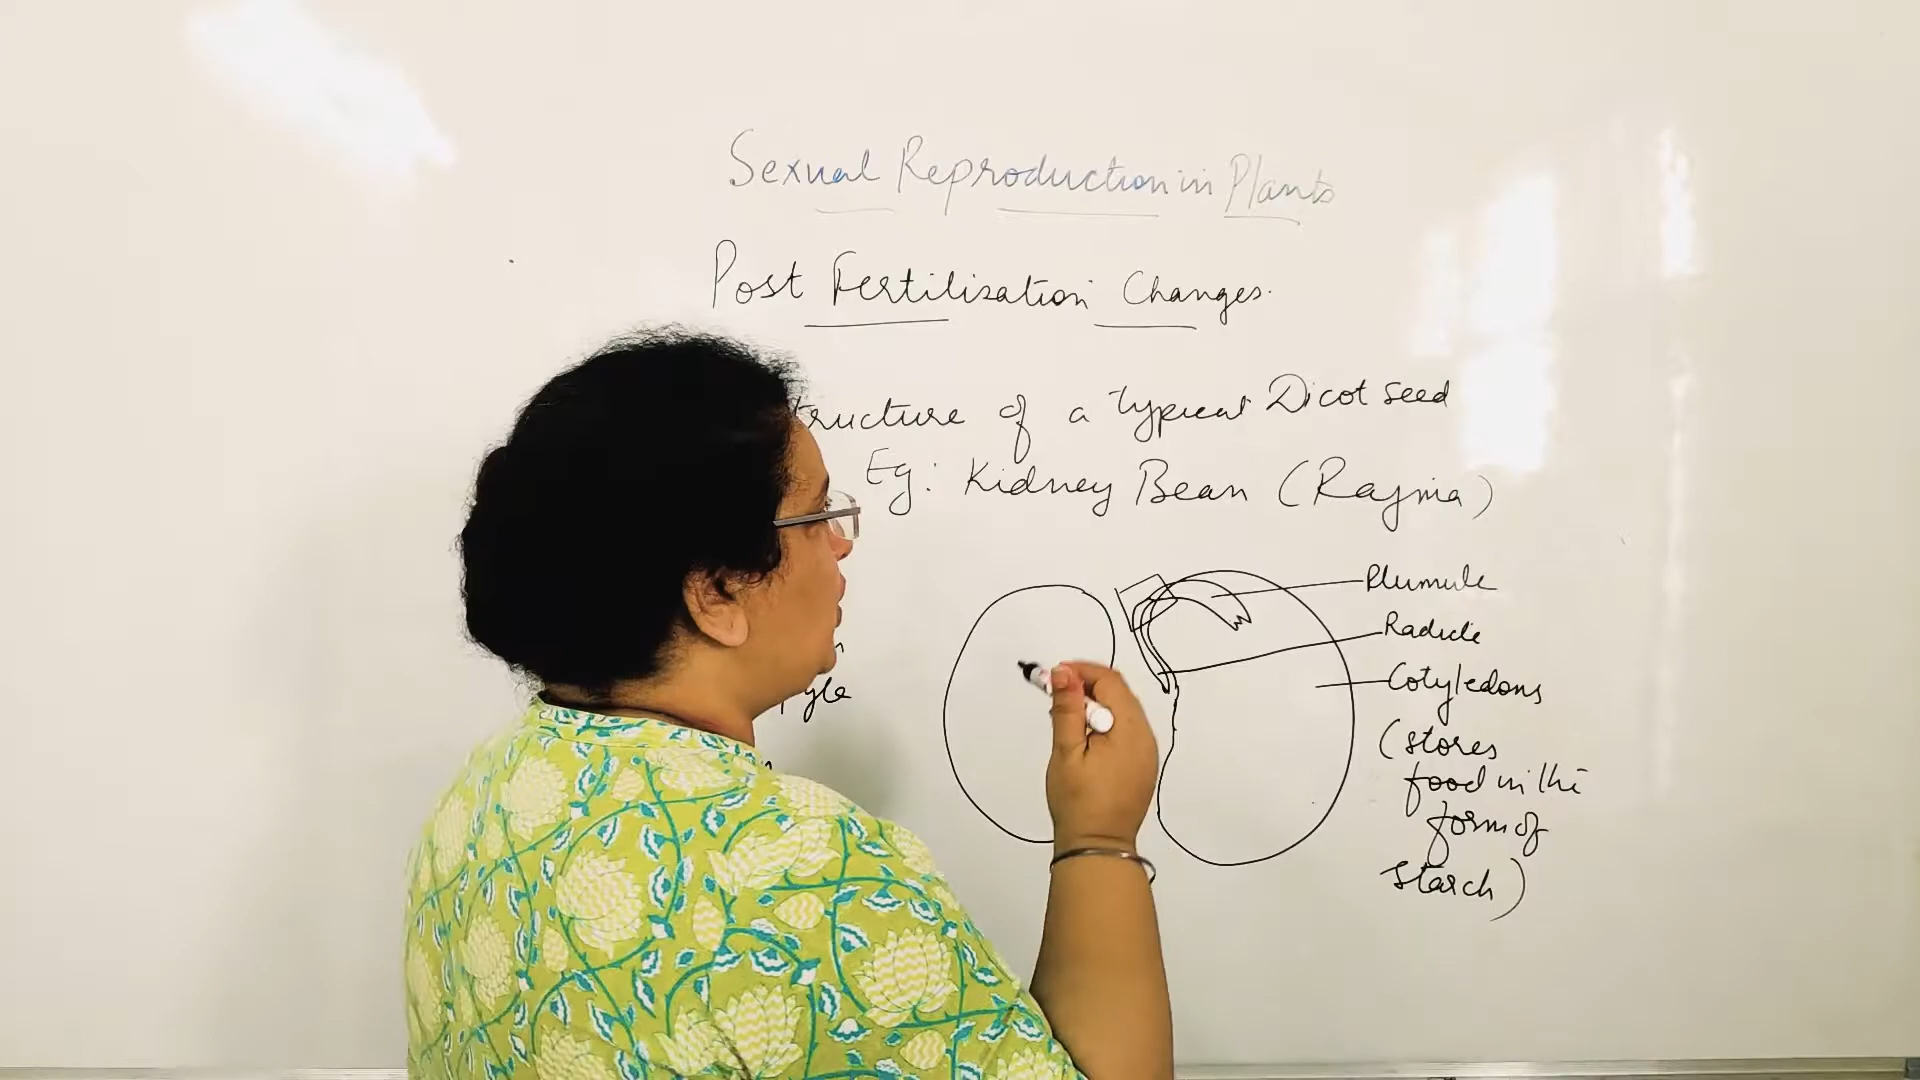 Sexual Reproduction in Plants
Post Fertilization Changes.
tructure of a typical Dicot seed
Eg: Kidney Bean (Rajma)
Plumule
Radicle
Cotyledons
(stores
food in the
form of
starch)